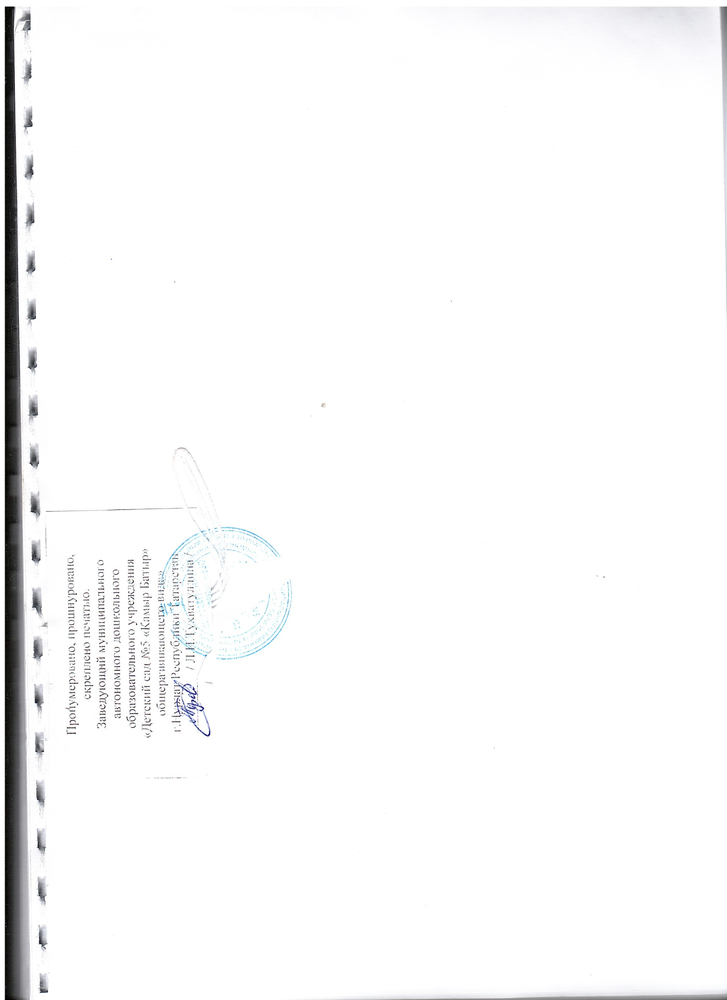 Пронумеровано, прошнуровано,
скреплено печатью.
Заведующий муниципального
автономного дошкольного
образовательного учреждения
«Детский сад №5 «Камыр Батыр»
общеразвивающего вида»
г.Нурлат Республики Татарстан
/ Л.И.Тухватуллина /